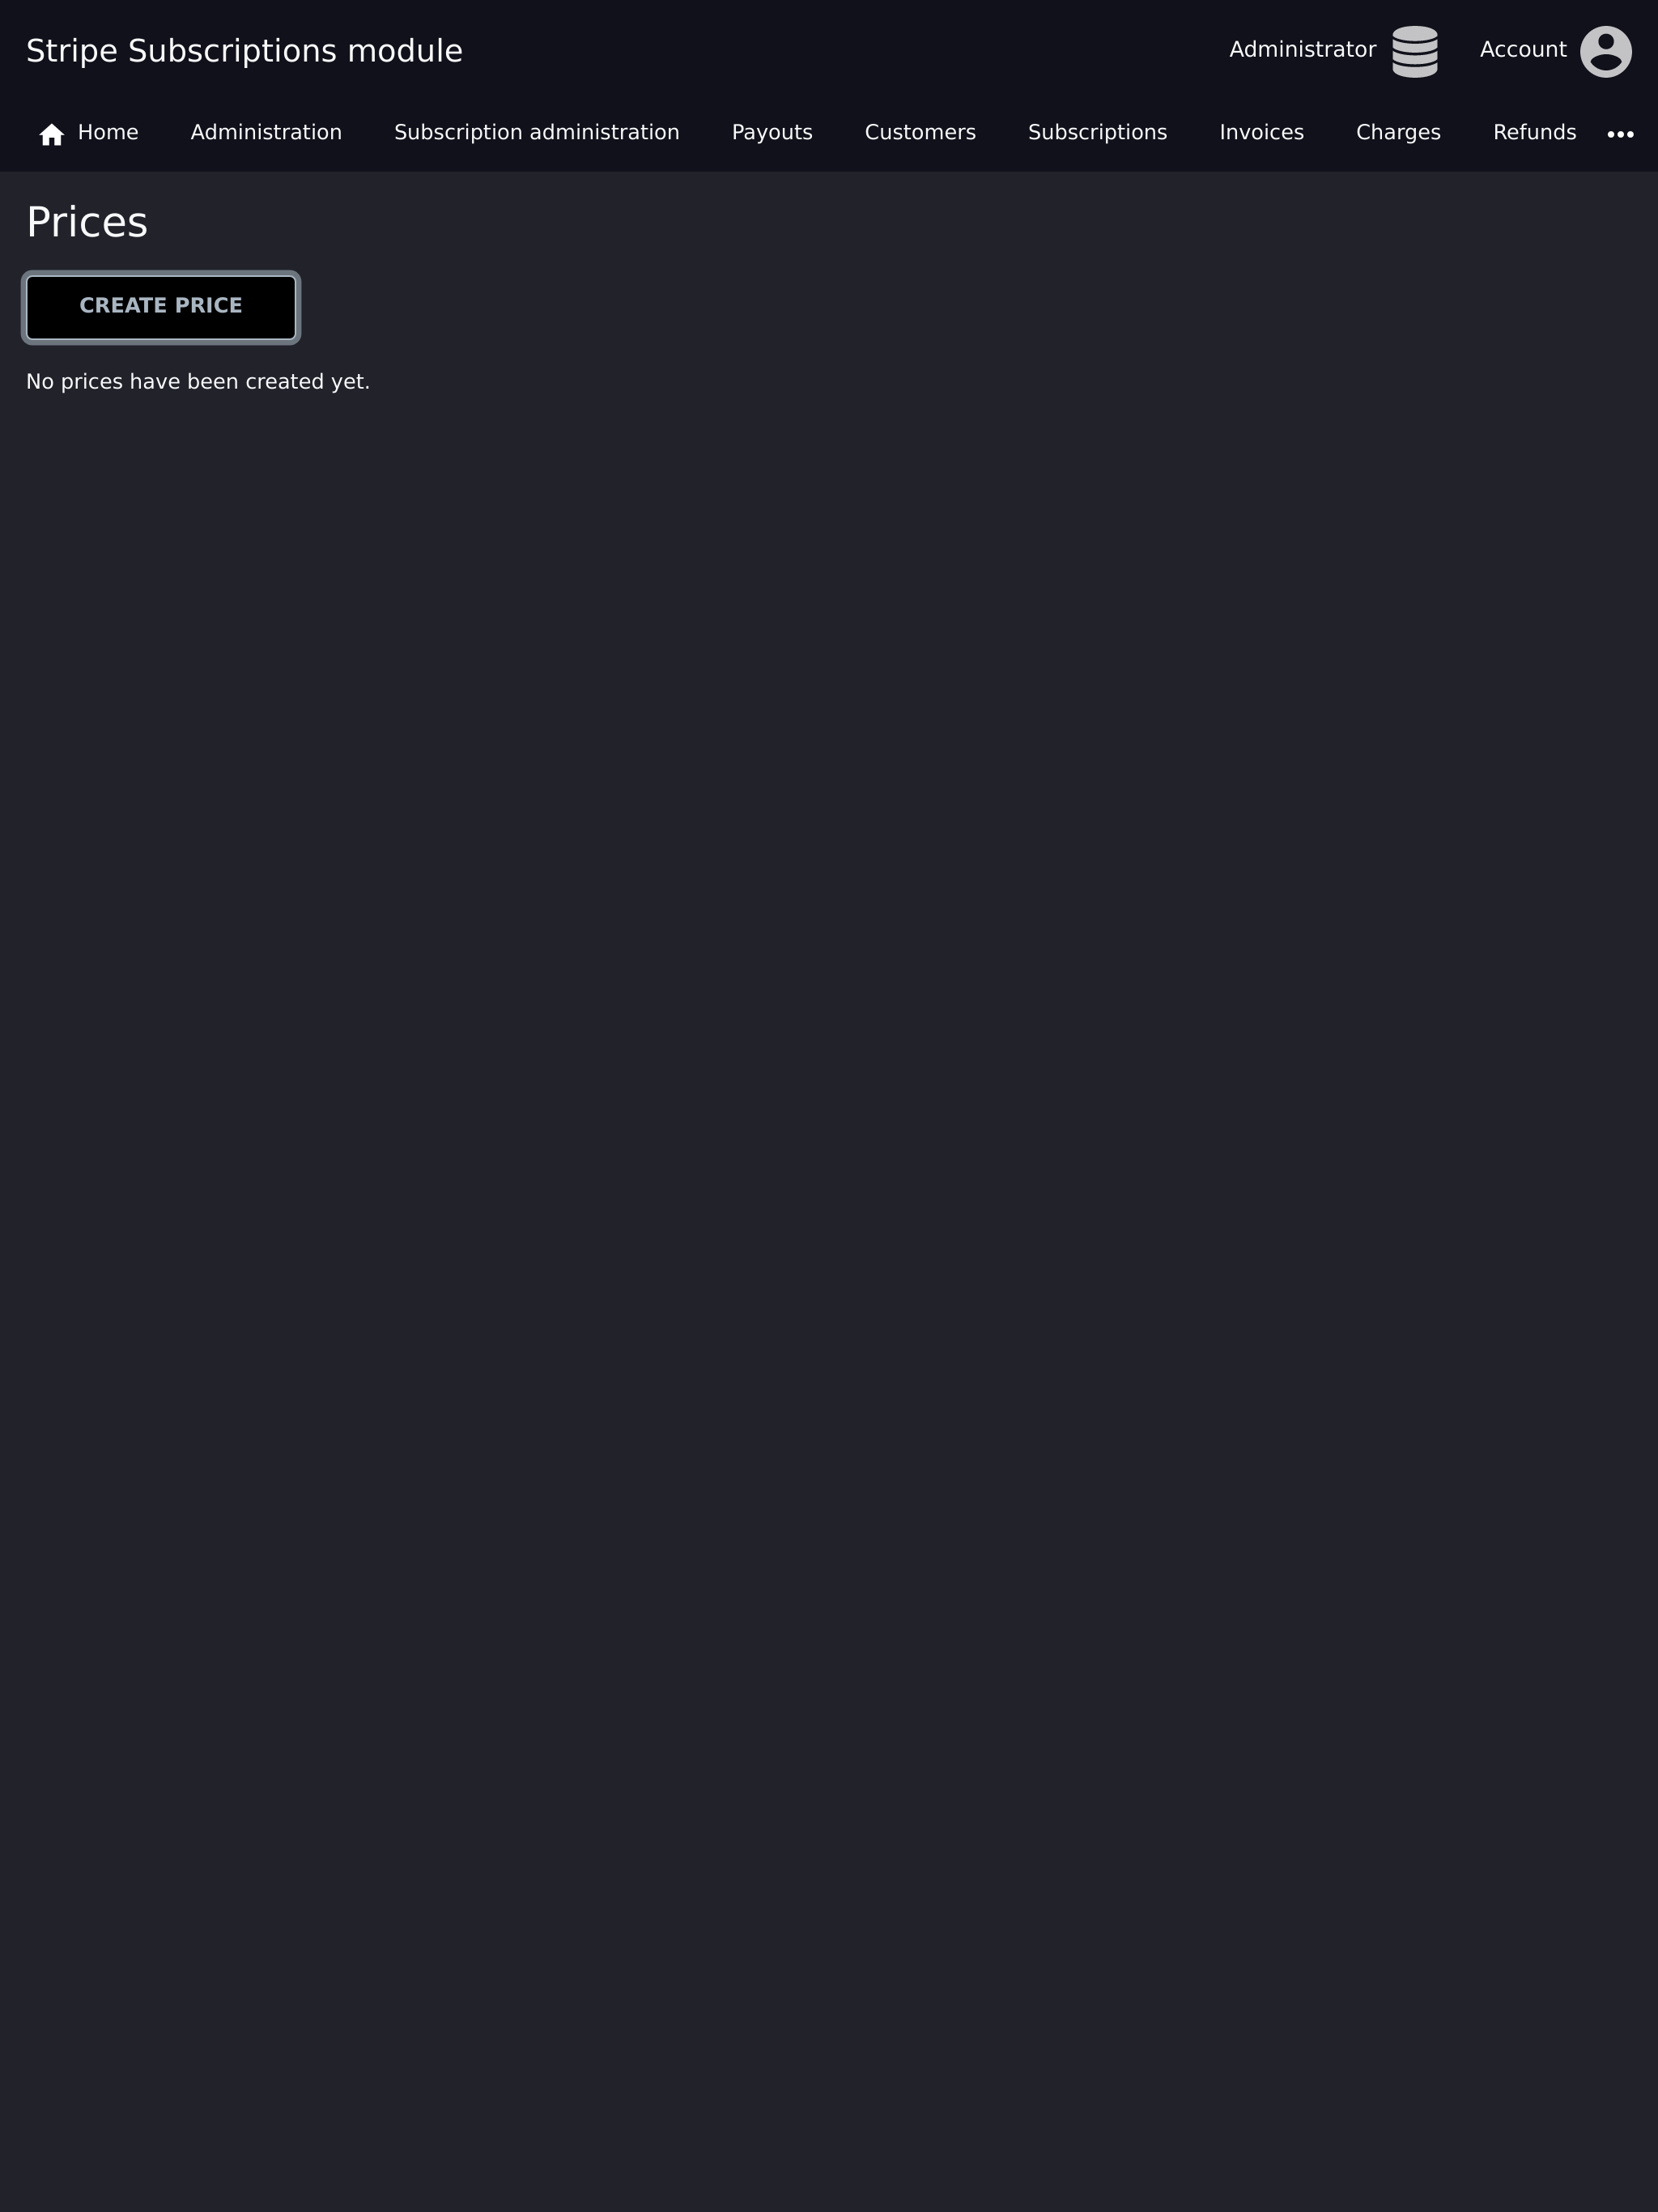 Stripe Subscriptions module
Administrator
Account
Home Administration Subscription administration Payouts Customers Subscriptions Invoices Charges Refunds
Prices
CREATE PRICE
No prices have been created yet.